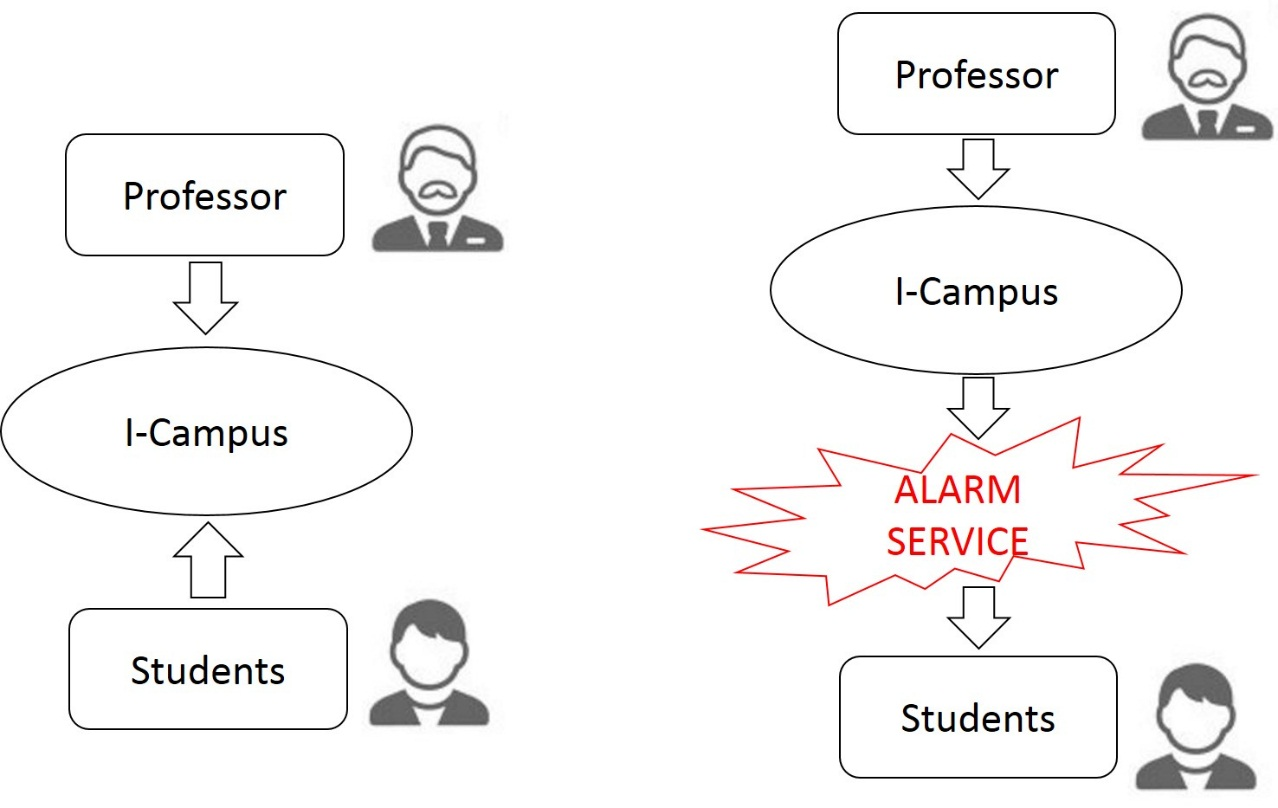 Professor
I-Campus
Students
Professor
I-Campus
ALARM
SERVICE
Students